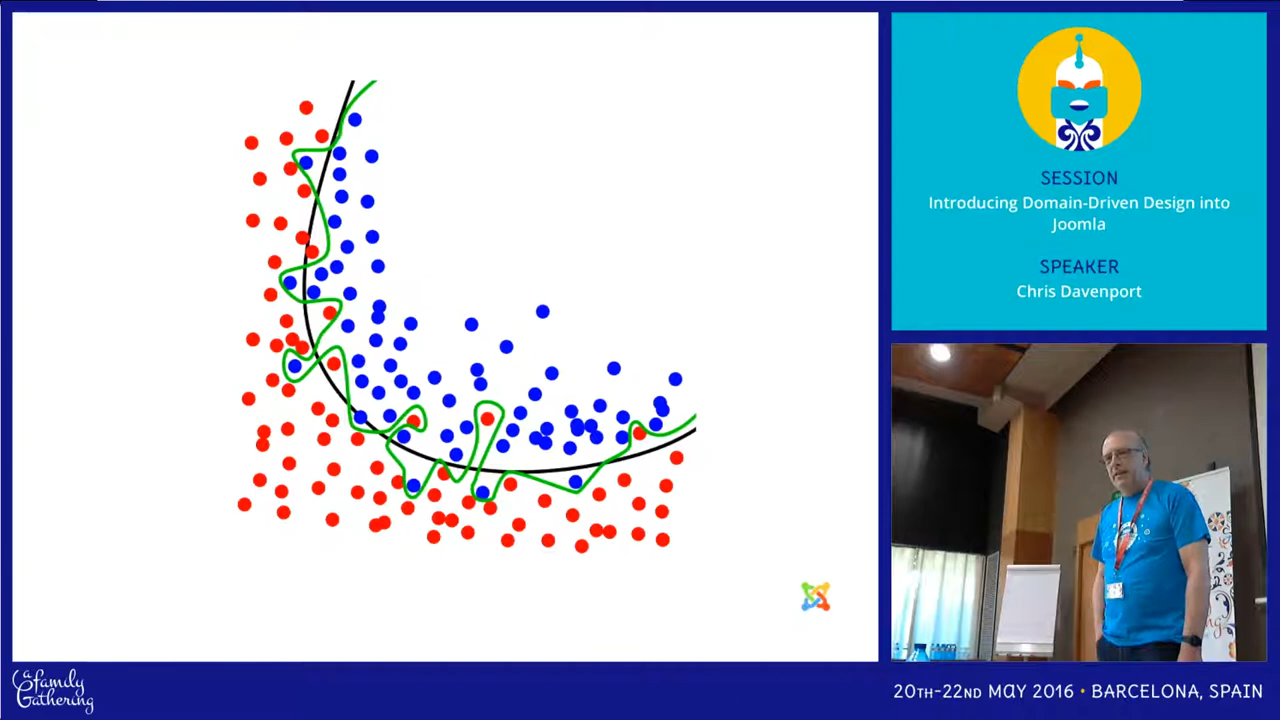 SESSION
Introducing Domain-Driven Design into
Joomla
SPEAKER
Chris Davenport
a family
Gathering
20TH-22ND MAY 2016 • BARCELONA, SPAIN